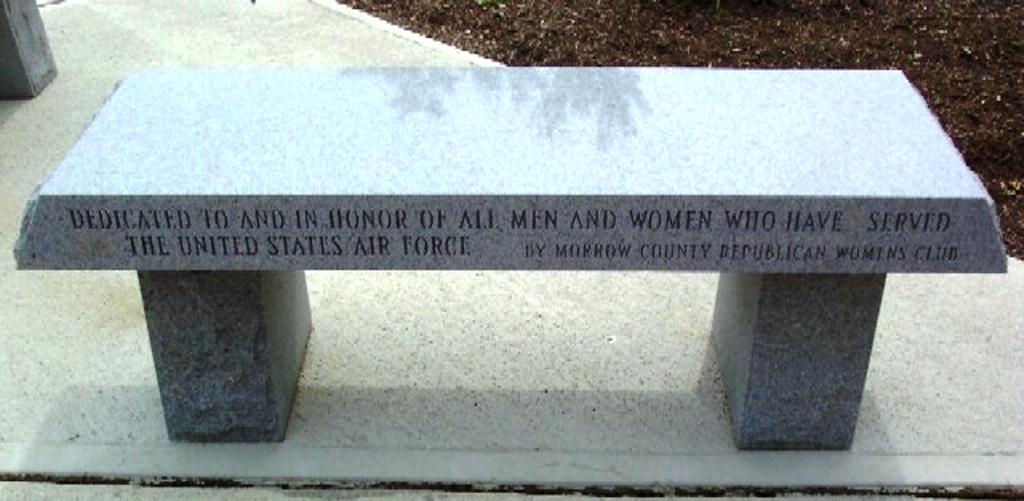 DEDICATED TO AND IN HONOR OF ALL MEN AND WOMEN WHO HAVE SERVED
THE UNITED STATES AIR FORCE BY MORROW COUNTY REPUBLICAN WOMENS CLUB